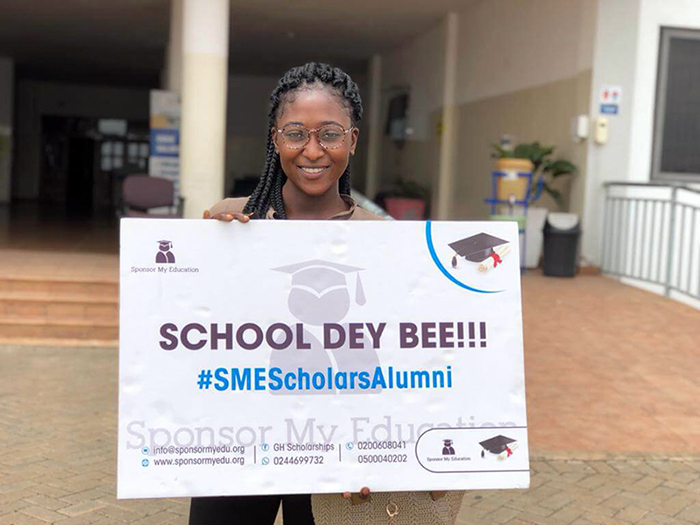 Sponsor My Education
SCHOOL DEY BEE!!!
#SMEScholarsAlumni
Sponsor My Education
info@sponsormyedu.org
www.sponsormyedu.org
GH Scholarships
0244699732
0200608041
0500040202
Sponsor My Education